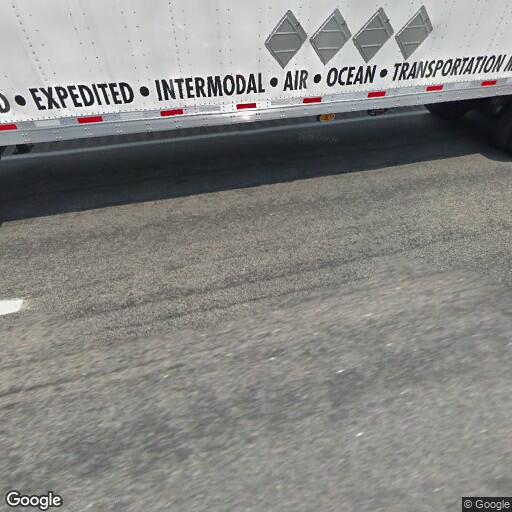 D • EXPEDITED • INTERMODAL • AIR • OCEAN • TRANSPORTATION M
Google
© Google